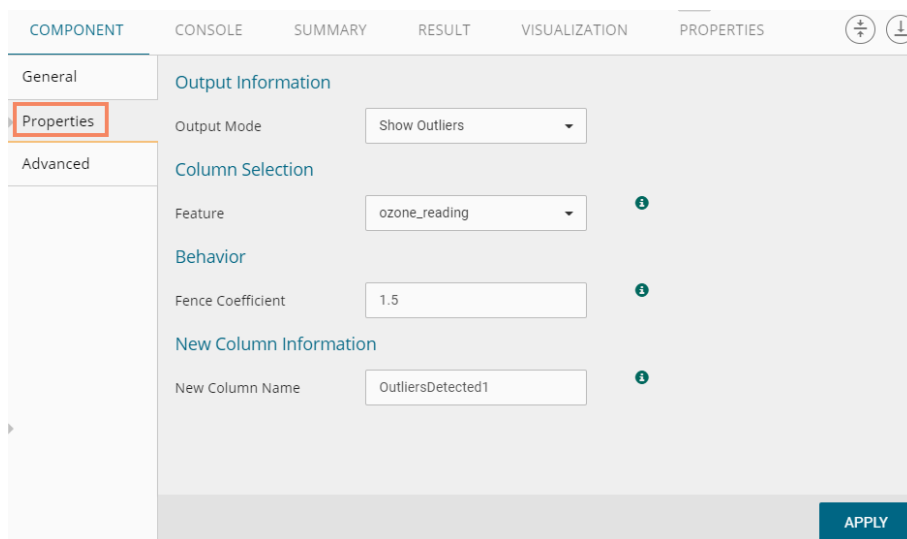 COMPONENT CONSOLE SUMMARY RESULT VISUALIZATION PROPERTIES
General
Properties
Advanced
Output Information
Output Mode Show Outliers
Column Selection
Feature ozone_reading
Behavior
Fence Coefficient 1.5
New Column Information
New Column Name OutliersDetected1
APPLY